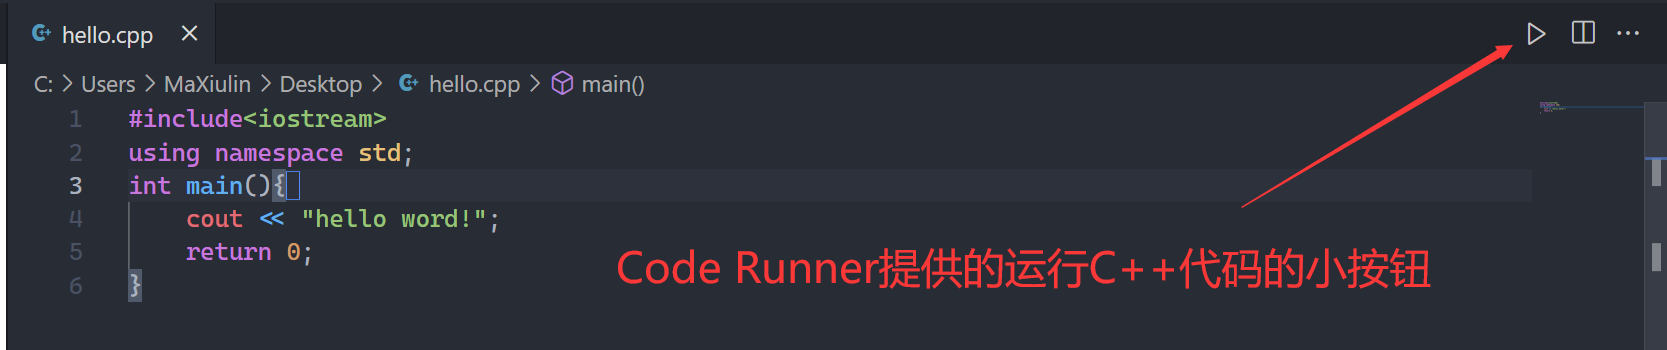 hello.cpp
C: > Users > MaXiulin > Desktop > hello.cpp > main()
1 #include<iostream>
2 using namespace std;
3 int main(){
4 cout << "hello word!";
5 return 0;
6 }
Code Runner提供的运行C++代码的小按钮